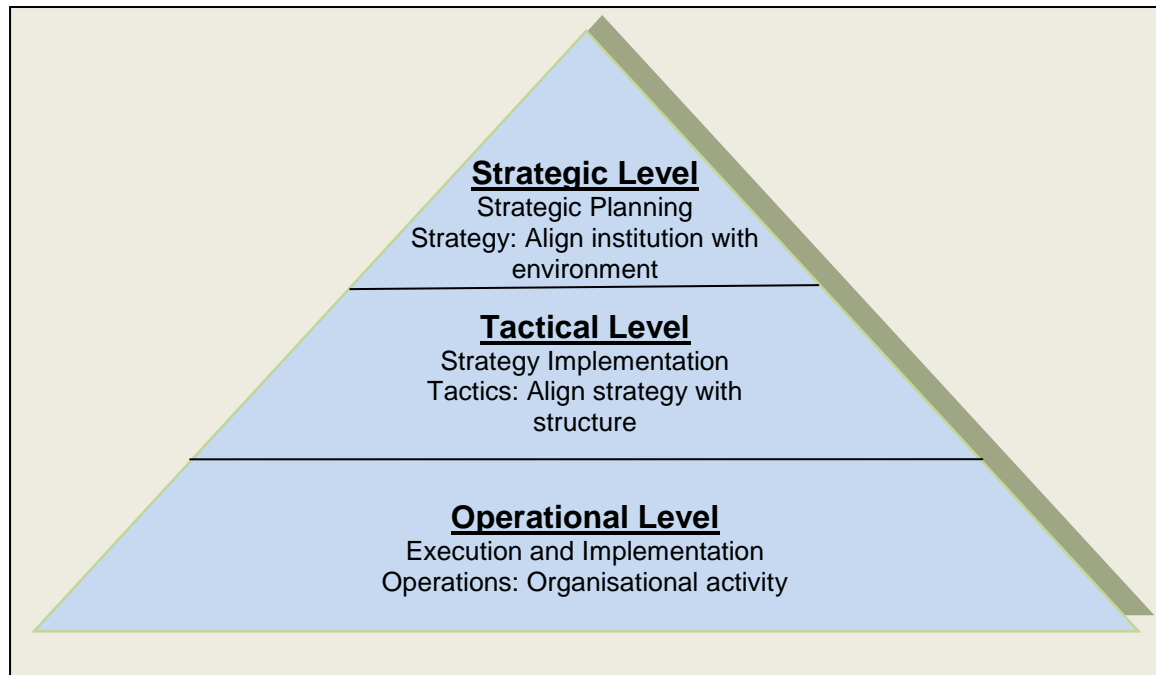 Strategic Level
Strategic Planning
Strategy: Align institution with
environment
Tactical Level
Strategy Implementation
Tactics: Align strategy with
structure
Operational Level
Execution and Implementation
Operations: Organisational activity